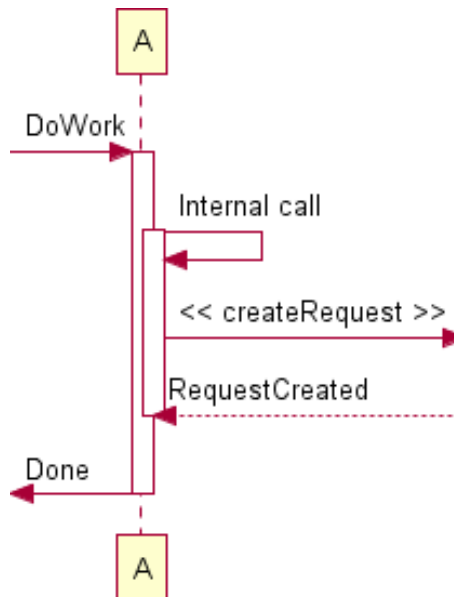 A
DoWork
Internal call
<< createRequest >>
RequestCreated
Done
A